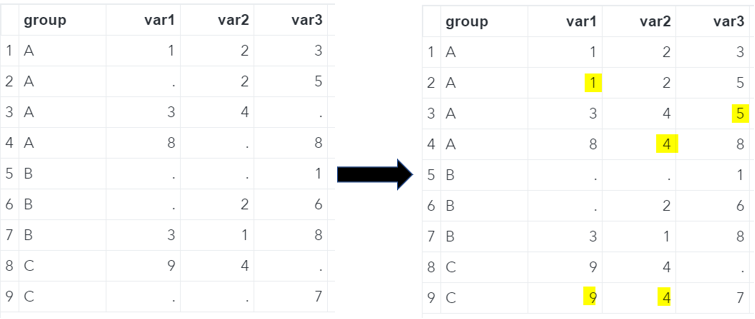 group var1 var2 var3
1 A 1 2 3
2 A . 2 5
3 A 3 4 .
4 A 8 . 8
5 B . . 1
6 B . 2 6
7 B 3 1 8
8 C 9 4 .
9 C . . 7
group var1 var2 var3
1 A 1 2 3
2 A 1 2 5
3 A 3 4 5
4 A 8 4 8
5 B . . 1
6 B . 2 6
7 B 3 1 8
8 C 9 4 .
9 C 9 4 7